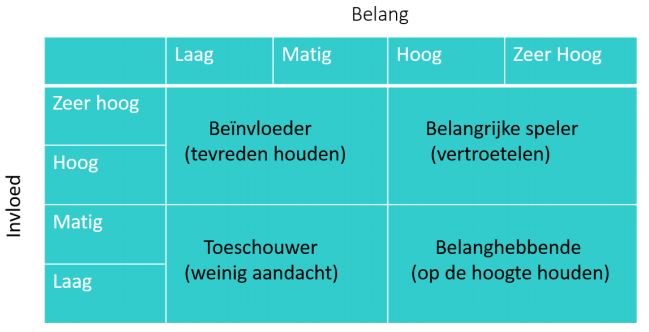 Belang
Laag Matig Hoog Zeer Hoog
Zeer hoog
Beïnvloeder Belangrijke speler
(tevreden houden) (vertroetelen)
Hoog
Invloed
Matig
Toeschouwer Belanghebbende
(weinig aandacht) (op de hoogte houden)
Laag